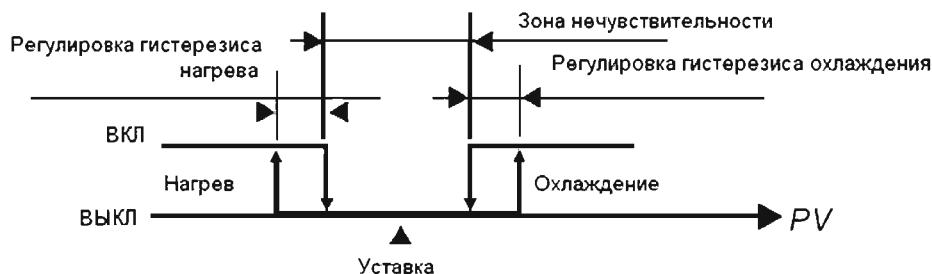 Зона нечувствительности
Регулировка гистерезиса
нагрева
Регулировка гистерезиса охлаждения
ВКЛ
Нагрев
Охлаждение
ВЫКЛ
PV
Уставка